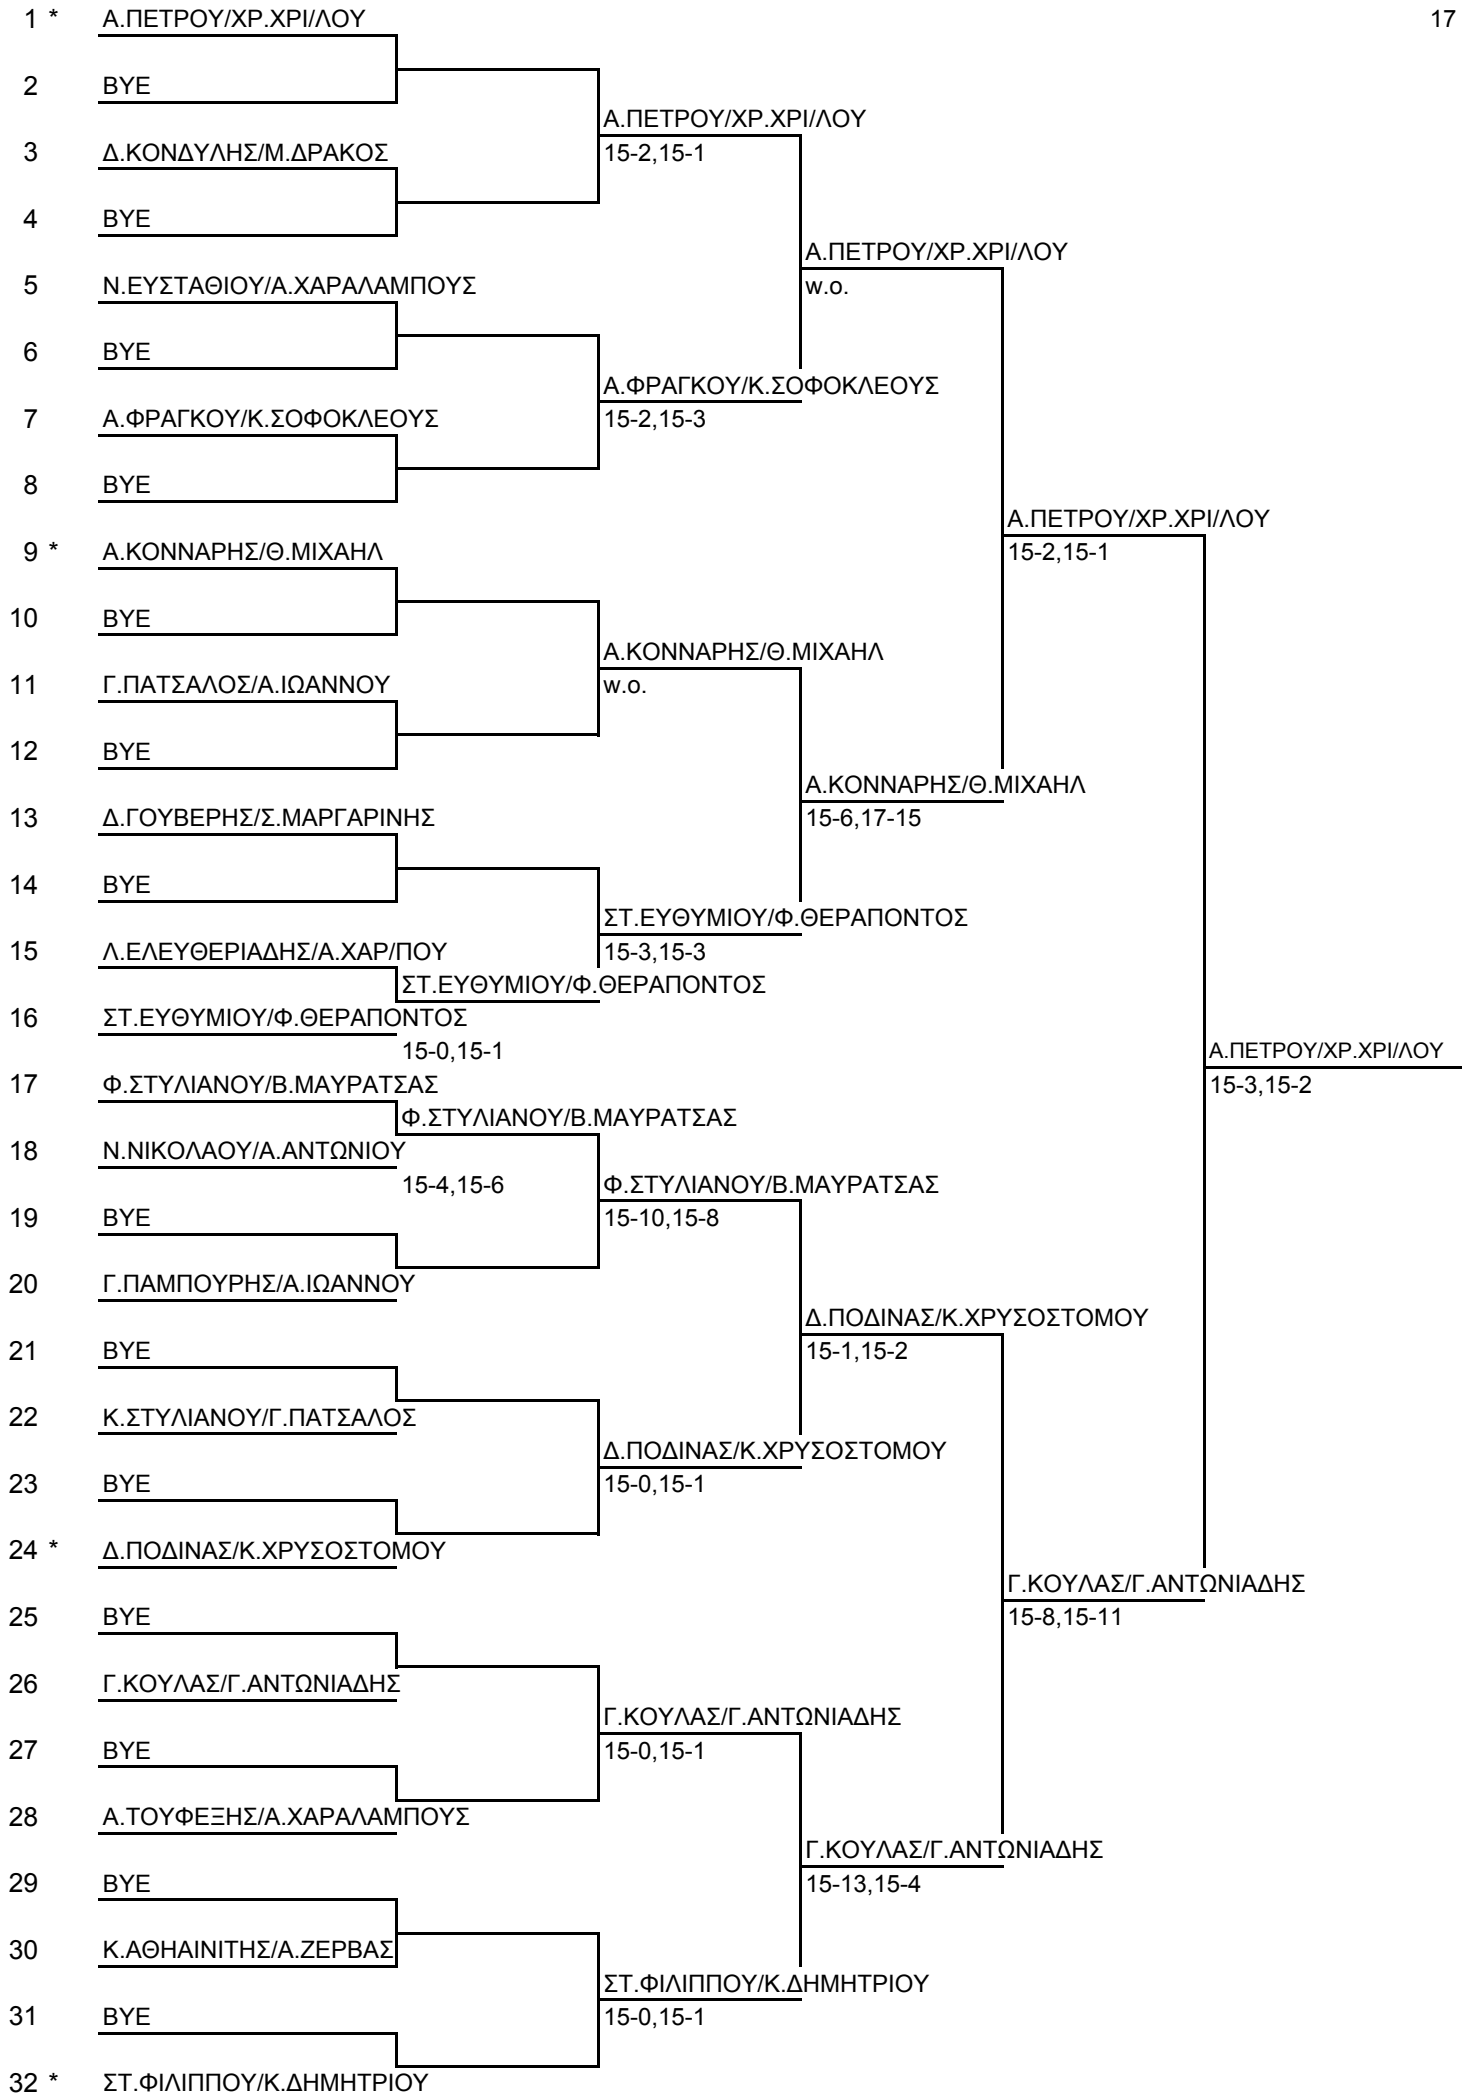 1 * Α.ΠΕΤΡΟΥ/ΧΡ.ΧΡΙ/ΛΟΥ 17
2 BYE
Α.ΠΕΤΡΟΥ/ΧΡ.ΧΡΙ/ΛΟΥ
3 Δ.ΚΟΝΔΥΛΗΣ/Μ.ΔΡΑΚΟΣ 15-2,15-1
4 BYE
Α.ΠΕΤΡΟΥ/ΧΡ.ΧΡΙ/ΛΟΥ
5 Ν.ΕΥΣΤΑΘΙΟΥ/Α.ΧΑΡΑΛΑΜΠΟΥΣ w.o.
6 BYE
Α.ΦΡΑΓΚΟΥ/Κ.ΣΟΦΟΚΛΕΟΥΣ
7 Α.ΦΡΑΓΚΟΥ/Κ.ΣΟΦΟΚΛΕΟΥΣ 15-2,15-3
8 BYE
Α.ΠΕΤΡΟΥ/ΧΡ.ΧΡΙ/ΛΟΥ
9 * Α.ΚΟΝΝΑΡΗΣ/Θ.ΜΙΧΑΗΛ 15-2,15-1
10 BYE
Α.ΚΟΝΝΑΡΗΣ/Θ.ΜΙΧΑΗΛ
11 Γ.ΠΑΤΣΑΛΟΣ/Α.ΙΩΑΝΝΟΥ w.o.
12 BYE
Α.ΚΟΝΝΑΡΗΣ/Θ.ΜΙΧΑΗΛ
13 Δ.ΓΟΥΒΕΡΗΣ/Σ.ΜΑΡΓΑΡΙΝΗΣ 15-6,17-15
14 BYE
ΣΤ.ΕΥΘΥΜΙΟΥ/Φ.ΘΕΡΑΠΟΝΤΟΣ
15 Λ.ΕΛΕΥΘΕΡΙΑΔΗΣ/Α.ΧΑΡ/ΠΟΥ 15-3,15-3
ΣΤ.ΕΥΘΥΜΙΟΥ/Φ.ΘΕΡΑΠΟΝΤΟΣ
16 ΣΤ.ΕΥΘΥΜΙΟΥ/Φ.ΘΕΡΑΠΟΝΤΟΣ
15-0,15-1 Α.ΠΕΤΡΟΥ/ΧΡ.ΧΡΙ/ΛΟΥ
17 Φ.ΣΤΥΛΙΑΝΟΥ/Β.ΜΑΥΡΑΤΣΑΣ 15-3,15-2
Φ.ΣΤΥΛΙΑΝΟΥ/Β.ΜΑΥΡΑΤΣΑΣ
18 Ν.ΝΙΚΟΛΑΟΥ/Α.ΑΝΤΩΝΙΟΥ
15-4,15-6 Φ.ΣΤΥΛΙΑΝΟΥ/Β.ΜΑΥΡΑΤΣΑΣ
19 BYE 15-10,15-8
20 Γ.ΠΑΜΠΟΥΡΗΣ/Α.ΙΩΑΝΝΟΥ
Δ.ΠΟΔΙΝΑΣ/Κ.ΧΡΥΣΟΣΤΟΜΟΥ
21 BYE 15-1,15-2
22 Κ.ΣΤΥΛΙΑΝΟΥ/Γ.ΠΑΤΣΑΛΟΣ
Δ.ΠΟΔΙΝΑΣ/Κ.ΧΡΥΣΟΣΤΟΜΟΥ
23 BYE 15-0,15-1
24 * Δ.ΠΟΔΙΝΑΣ/Κ.ΧΡΥΣΟΣΤΟΜΟΥ
Γ.ΚΟΥΛΑΣ/Γ.ΑΝΤΩΝΙΑΔΗΣ
25 BYE 15-8,15-11
26 Γ.ΚΟΥΛΑΣ/Γ.ΑΝΤΩΝΙΑΔΗΣ
Γ.ΚΟΥΛΑΣ/Γ.ΑΝΤΩΝΙΑΔΗΣ
27 BYE 15-0,15-1
28 Α.ΤΟΥΦΕΞΗΣ/Α.ΧΑΡΑΛΑΜΠΟΥΣ
Γ.ΚΟΥΛΑΣ/Γ.ΑΝΤΩΝΙΑΔΗΣ
29 BYE 15-13,15-4
30 Κ.ΑΘΗΑΙΝΙΤΗΣ/Α.ΖΕΡΒΑΣ
ΣΤ.ΦΙΛΙΠΠΟΥ/Κ.ΔΗΜΗΤΡΙΟΥ
31 BYE 15-0,15-1
32 * ΣΤ.ΦΙΛΙΠΠΟΥ/Κ.ΔΗΜΗΤΡΙΟΥ